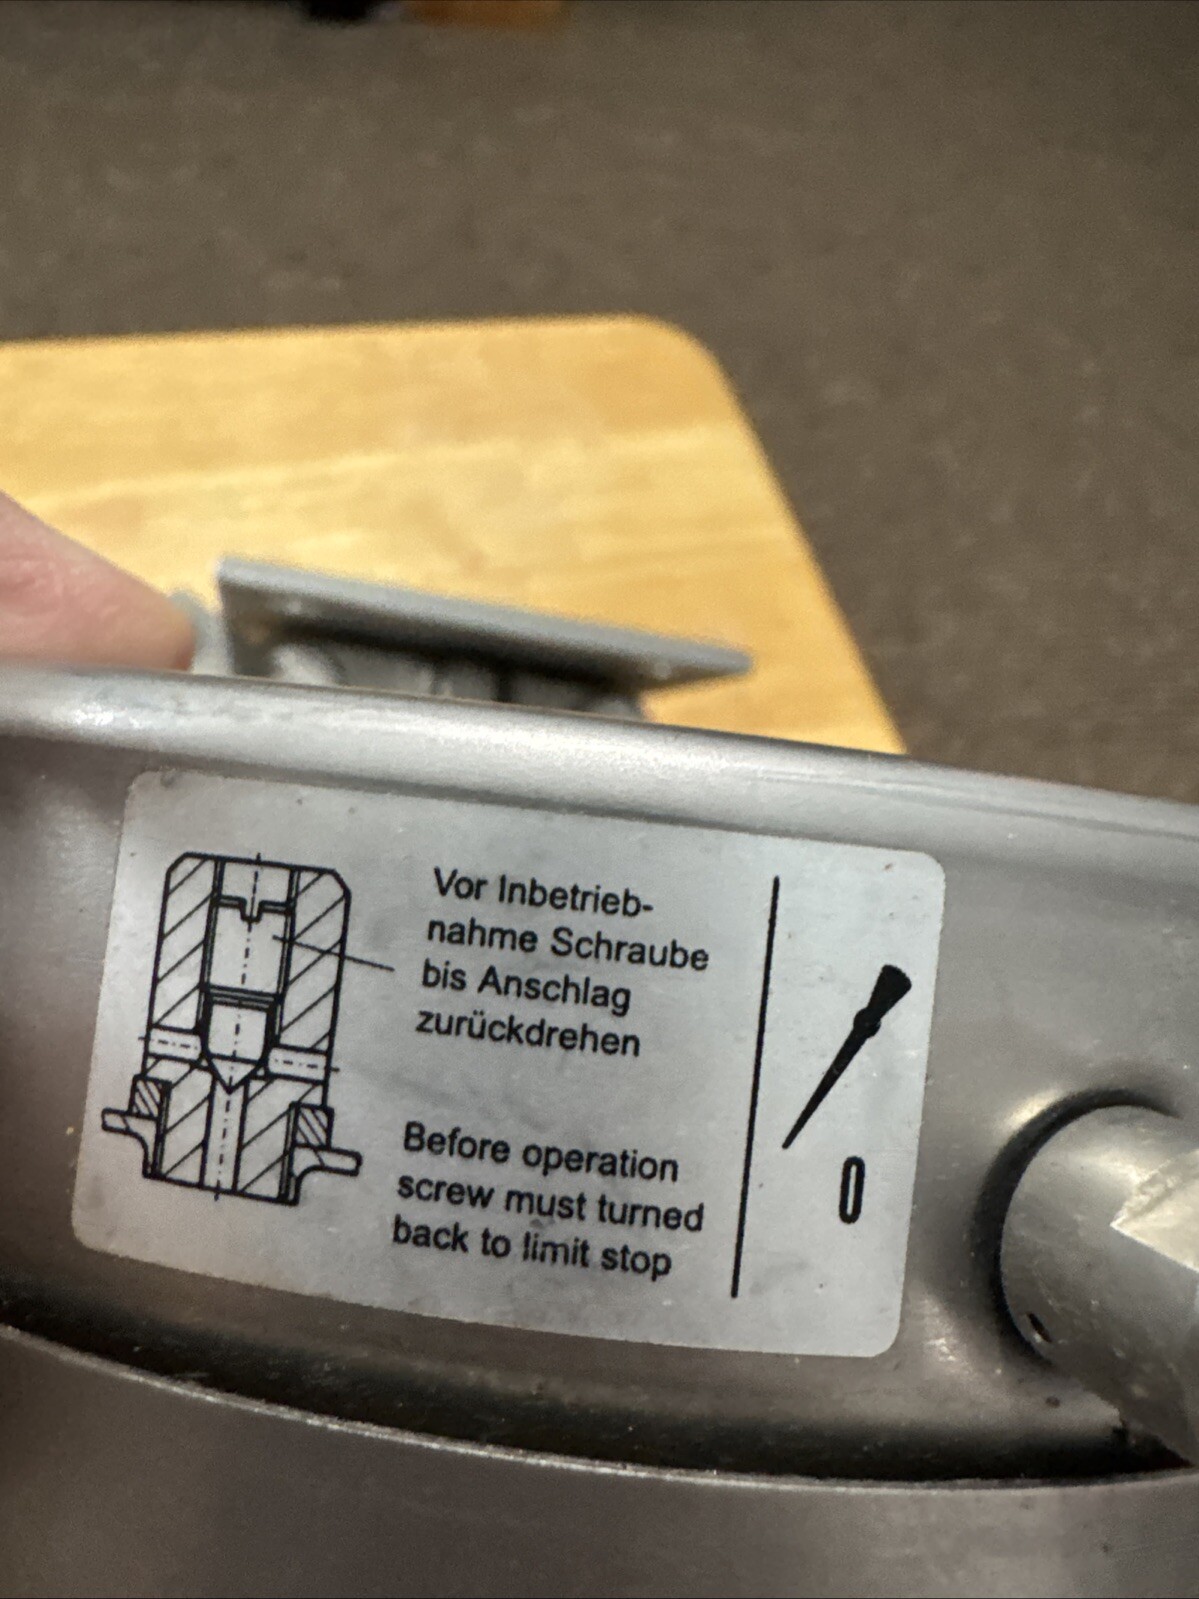 Vor Inbetrieb-
nahme Schraube
bis Anschlag
zurückdrehen
Before operation
screw must turned
back to limit stop
0